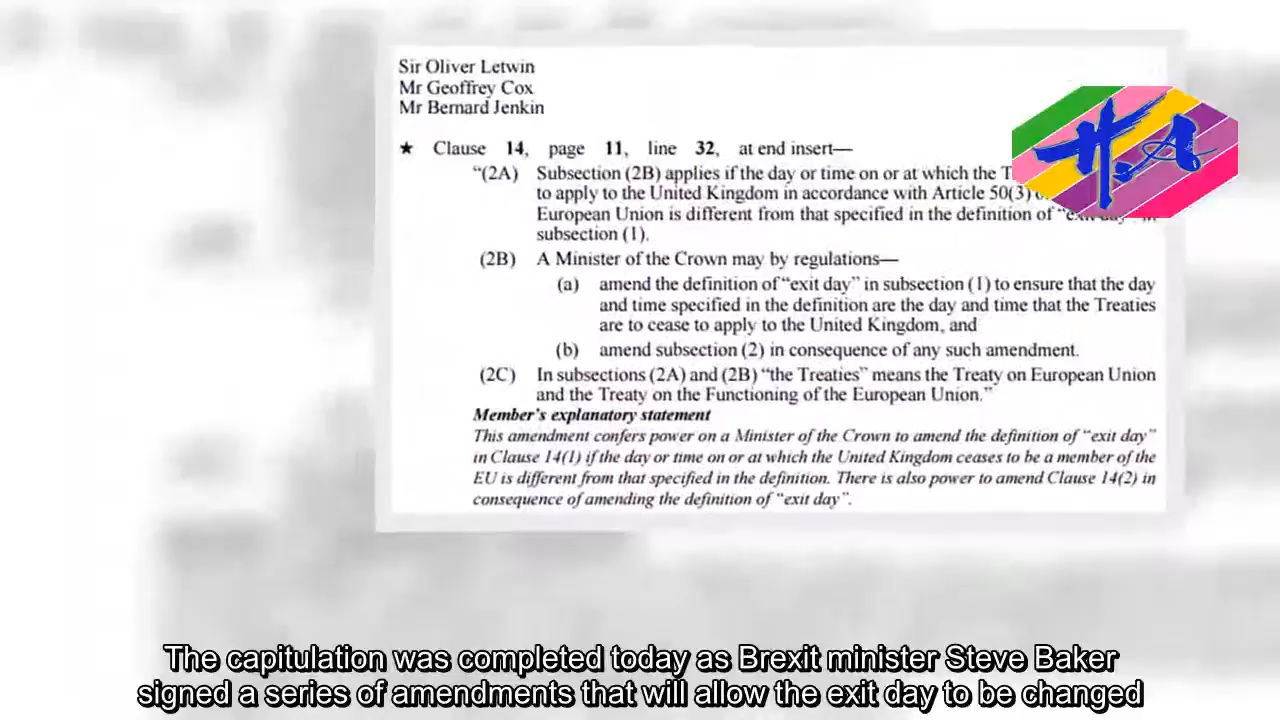 Sir Oliver Letwin
Mr Geoffrey Cox
Mr Bernard Jenkin
★ Clause 14, page 11, line 32, at end insert—
“(2A) Subsection (2B) applies if the day or time on or at which the
to apply to the United Kingdom in accordance with Article 50(3)
European Union is different from that specified in the definition of “exit day” in
subsection (1).
(2B) A Minister of the Crown may by regulations—
(a) amend the definition of “exit day” in subsection (1) to ensure that the day
and time specified in the definition are the day and time that the Treaties
are to cease to apply to the United Kingdom, and
(b) amend subsection (2) in consequence of any such amendment.
(2C) In subsections (2A) and (2B) “the Treaties” means the Treaty on European Union
and the Treaty on the Functioning of the European Union.”
Member’s explanatory statement
This amendment confers power on a Minister of the Crown to amend the definition of “exit day”
in Clause 14(1) if the day or time on or at which the United Kingdom ceases to be a member of the
EU is different from that specified in the definition. There is also power to amend Clause 14(2) in
consequence of amending the definition of “exit day”.
H.A
The capitulation was completed today as Brexit minister Steve Baker
signed a series of amendments that will allow the exit day to be changed